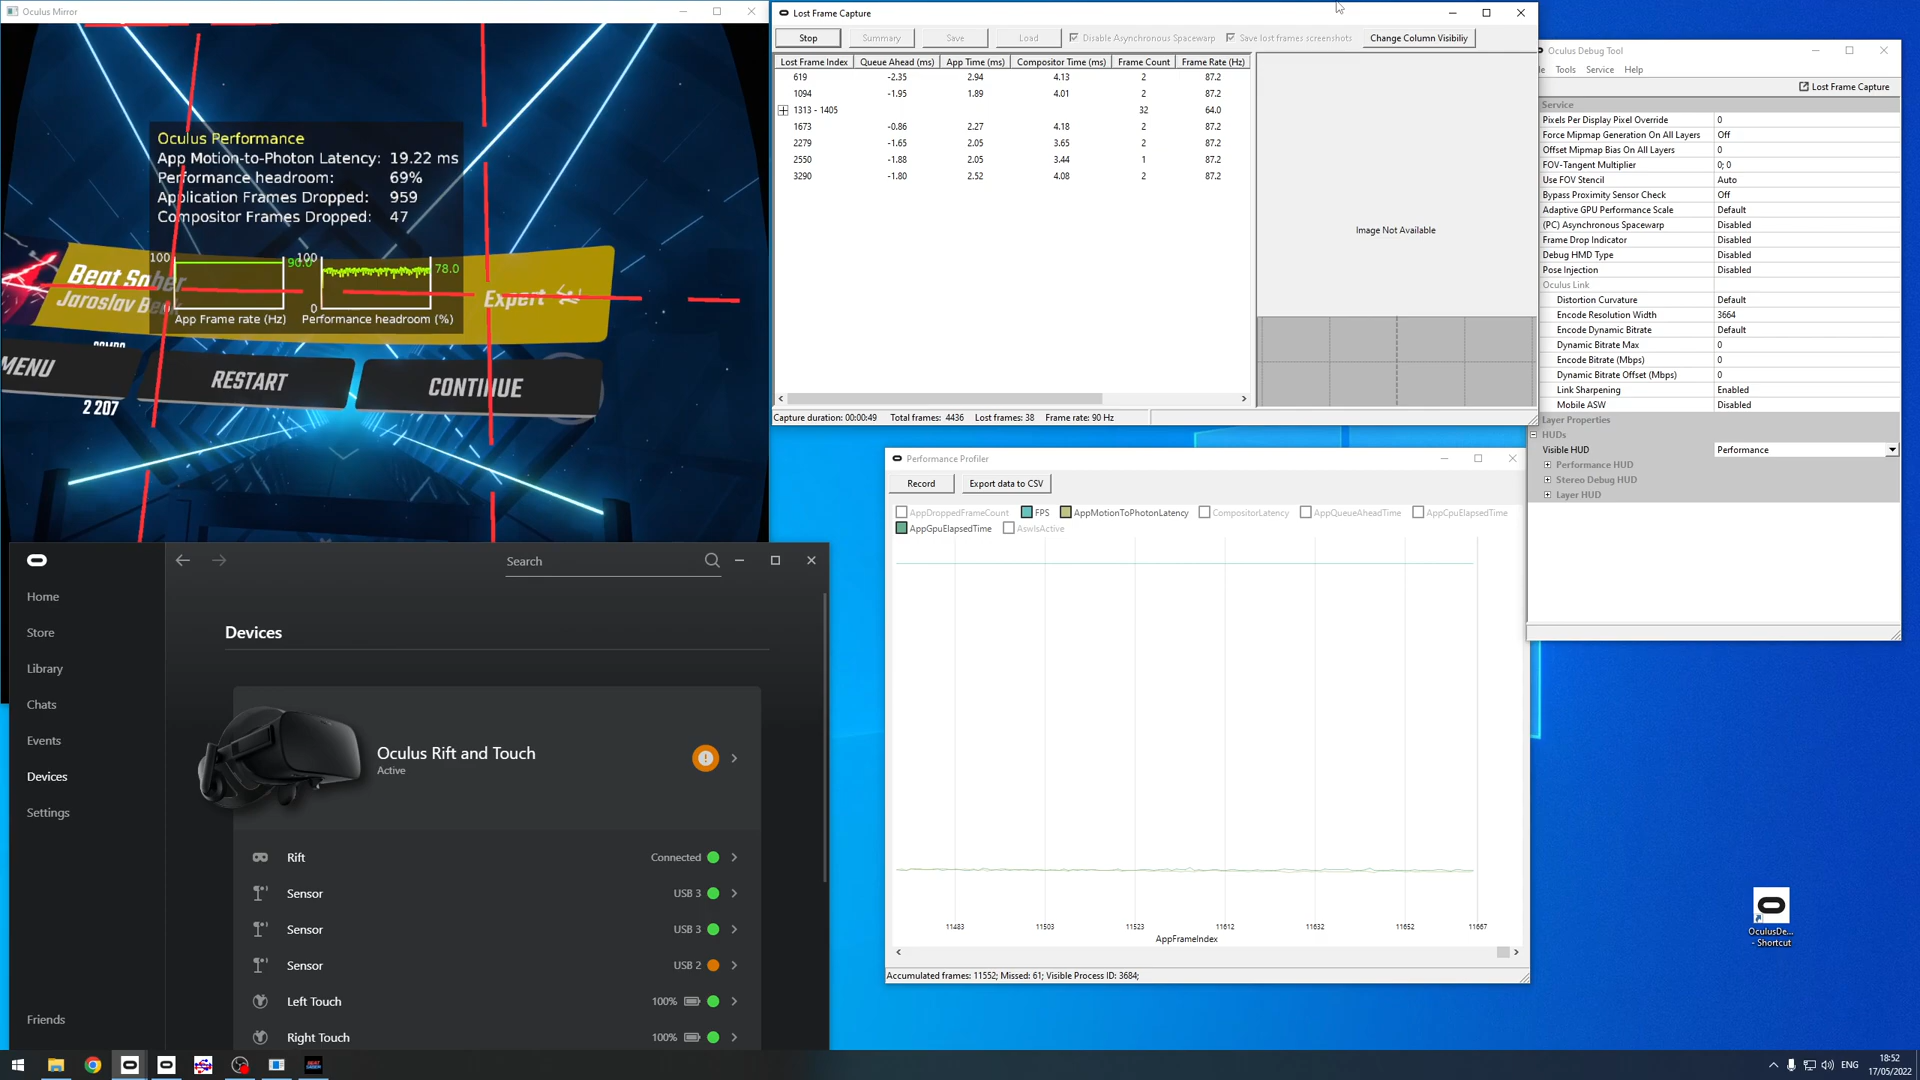 Oculus Mirror
Oculus Performance
App Motion-to-Photon Latency: 19.22 ms
Performance headroom: 69%
Application Frames Dropped: 959
Compositor Frames Dropped: 47
100
90.0
100
78.0
0
0
App Frame rate (Hz)
Performance headroom (%)
Beat Saber
Jaroslav Beck
Expert
COMBO
MENU
RESTART
CONTINUE
2 207
Lost Frame Capture
Stop
Summary
Save
Load
Disable Asynchronous Spacewarp
Save lost frames screenshots
Change Column Visibiliy
Lost Frame Index Queue Ahead (ms) App Time (ms) Compositor Time (ms) Frame Count Frame Rate (Hz)
619 -2.35 2.94 4.13 2 87.2
1094 -1.95 1.89 4.01 2 87.2
1313 - 1405 32 64.0
1673 -0.86 2.27 4.18 2 87.2
2279 -1.65 2.05 3.65 2 87.2
2550 -1.88 2.05 3.44 1 87.2
3290 -1.80 2.52 4.08 2 87.2
Image Not Available
Capture duration: 00:00:49 Total frames: 4436 Lost frames: 38 Frame rate: 90 Hz
Oculus Debug Tool
Tools Service Help
Lost Frame Capture
Service
Pixels Per Display Pixel Override 0
Force Mipmap Generation On All Layers Off
Offset Mipmap Bias On All Layers 0
FOV-Tangent Multiplier 0; 0
Use FOV Stencil Auto
Bypass Proximity Sensor Check Off
Adaptive GPU Performance Scale Default
(PC) Asynchronous Spacewarp Disabled
Frame Drop Indicator Disabled
Debug HMD Type Disabled
Pose Injection Disabled
Oculus Link
Distortion Curvature Default
Encode Resolution Width 3664
Encode Dynamic Bitrate Default
Dynamic Bitrate Max 0
Encode Bitrate (Mbps) 0
Dynamic Bitrate Offset (Mbps) 0
Link Sharpening Enabled
Mobile ASW Disabled
Layer Properties
HUDs
Visible HUD Performance
Performance HUD
Stereo Debug HUD
Layer HUD
Performance Profiler
Record
Export data to CSV
AppDroppedFrameCount FPS AppMotionToPhotonLatency CompositorLatency AppQueueAheadTime AppCpuElapsedTime
AppGpuElapsedTime AswIsActive
11483 11503 11523 11612 11632 11652 11667
AppFrameIndex
Accumulated frames: 11552; Missed: 61; Visible Process ID: 3684;
Search
Home
Store
Library
Chats
Events
Devices
Settings
Friends
Devices
Oculus Rift and Touch
Active
Rift Connected
Sensor USB 3
Sensor USB 3
Sensor USB 2
Left Touch 100%
Right Touch 100%
OculusDe...
- Shortcut
ENG
18:52
17/05/2022